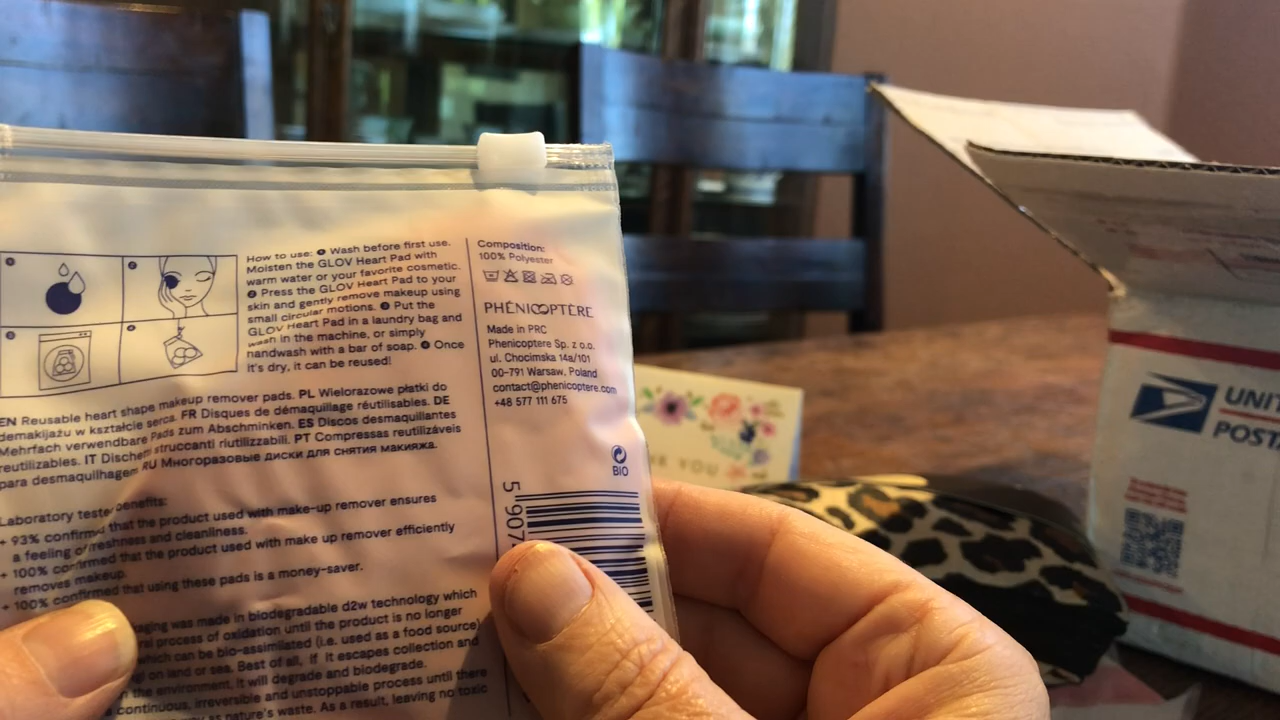 How to use: 1 Wash before first use.
Moisten the GLOV Heart Pad with
warm water or your favorite cosmetic.
2 Press the GLOV Heart Pad to your
skin and gently remove makeup using
small circular motions. 3 Put the
GLOV Heart Pad in a laundry bag and
wash in the machine, or simply
handwash with a bar of soap. 4 Once
it's dry, it can be reused!
EN Reusable heart shape makeup remover pads. PL Wielorazowe płatki do
demakijażu w kształcie serca. FR Disques de démaquillage réutilisables. DE
Mehrfach verwendbare Pads zum Abschminken. ES Discos desmaquillantes
reutilizables. IT Dischetti struccanti riutilizzabili. PT Compressas reutilizáveis
para desmaquilhagem RU Многоразовые диски для снятия макияжа.
Laboratory tested benefits:
+ 93% confirmed that the product used with make-up remover ensures
a feeling of freshness and cleanliness.
+ 100% confirmed that the product used with make up remover efficiently
removes makeup.
+ 100% confirmed that using these pads is a money-saver.
was made in biodegradable d2w technology which
process of oxidation until the product is no longer
which can be bio-assimilated (i.e. used as a food source)
on land or sea. Best of all, if it escapes collection and
the environment, it will degrade and biodegrade.
continuous, irreversible and unstoppable process until there
as nature's waste. As a result, leaving no toxic
Composition:
100% Polyester
PHÉNICOPTÈRE
Made in PRC
Phenicoptere Sp. z o.o.
ul. Chocimska 14a/101
00-791 Warsaw, Poland
contact@phenicoptere.com
+48 577 111 675
BIO
5 907
YOU
UNIT
POST